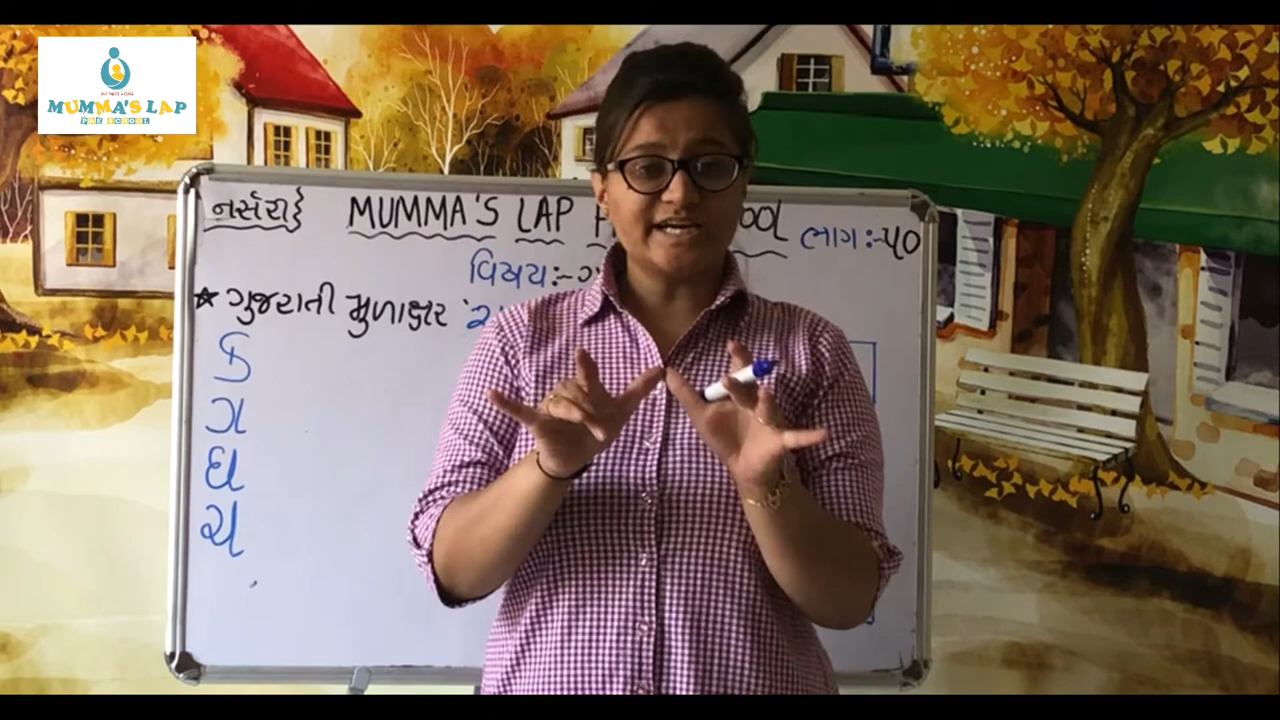 MUMMA'S LAP
નર્સરી
MUMMA'S LAP
ભાગ:-૫૦
વિષય:-
★ ગુજરાતી મુળાક્ષર
ક
ગ
ઘ
ચ